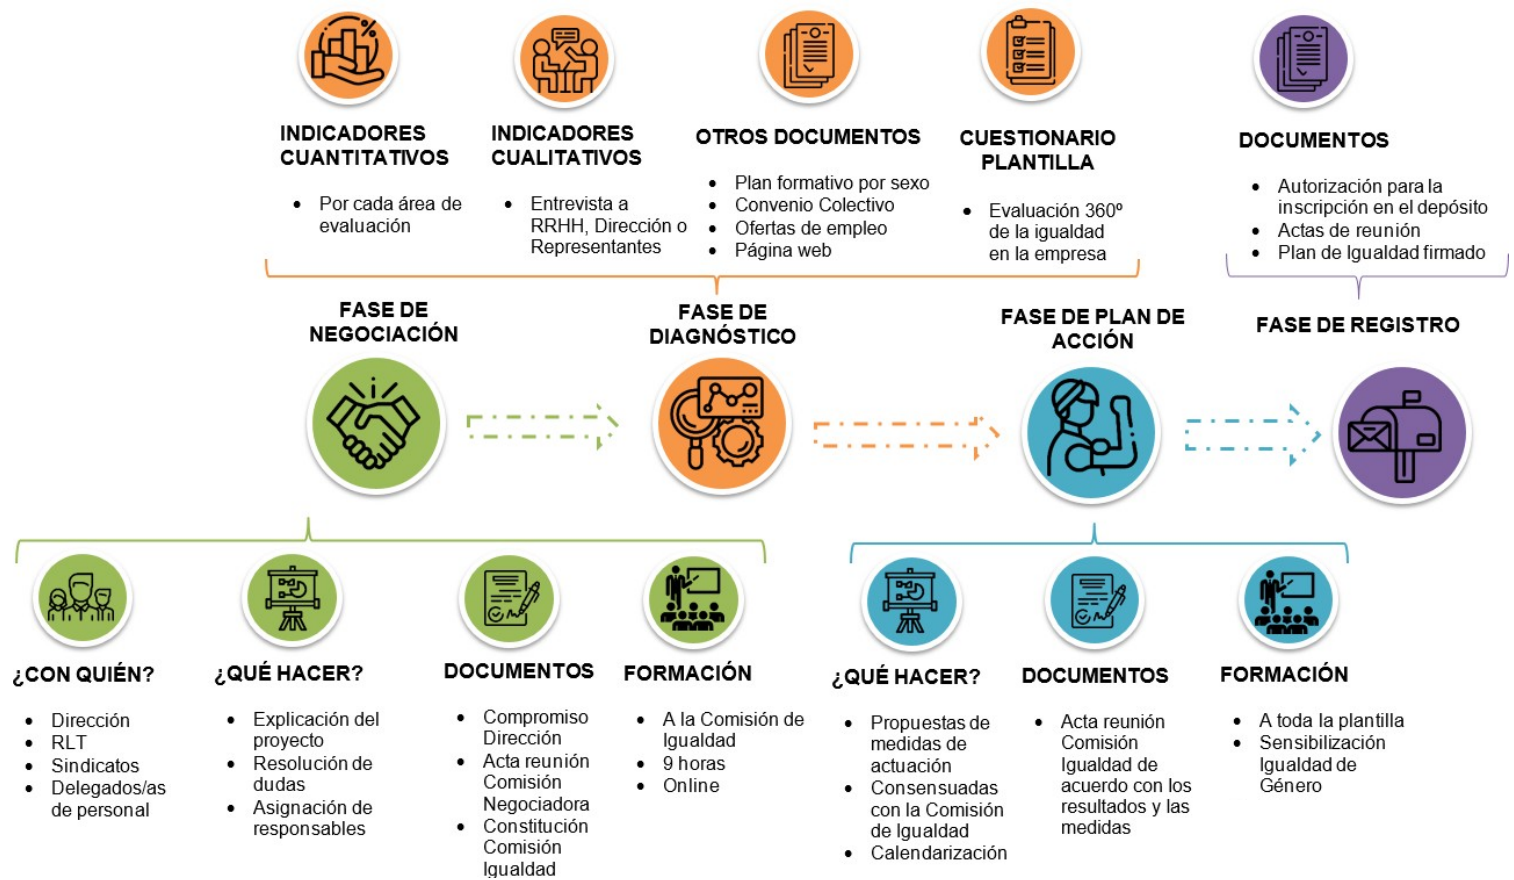 INDICADORES
CUANTITATIVOS
• Por cada área de
evaluación
INDICADORES
CUALITATIVOS
• Entrevista a
RRHH, Dirección o
Representantes
OTROS DOCUMENTOS
• Plan formativo por sexo
• Convenio Colectivo
• Ofertas de empleo
• Página web
CUESTIONARIO
PLANTILLA
• Evaluación 360º
de la igualdad
en la empresa
DOCUMENTOS
• Autorización para la
inscripción en el depósito
• Actas de reunión
• Plan de Igualdad firmado
FASE DE
NEGOCIACIÓN
FASE DE
DIAGNÓSTICO
FASE DE PLAN DE
ACCIÓN
FASE DE REGISTRO
¿CON QUIÉN?
• Dirección
• RLT
• Sindicatos
• Delegados/as
de personal
¿QUÉ HACER?
• Explicación del
proyecto
• Resolución de
dudas
• Asignación de
responsables
DOCUMENTOS
• Compromiso
Dirección
• Acta reunión
Comisión
Negociadora
• Constitución
Comisión
Igualdad
FORMACIÓN
• A la Comisión de
Igualdad
• 9 horas
• Online
¿QUÉ HACER?
• Propuestas de
medidas de
actuación
• Consensuadas
con la Comisión
de Igualdad
• Calendarización
DOCUMENTOS
• Acta reunión
Comisión
Igualdad de
acuerdo con los
resultados y las
medidas
FORMACIÓN
• A toda la plantilla
• Sensibilización
Igualdad de
Género